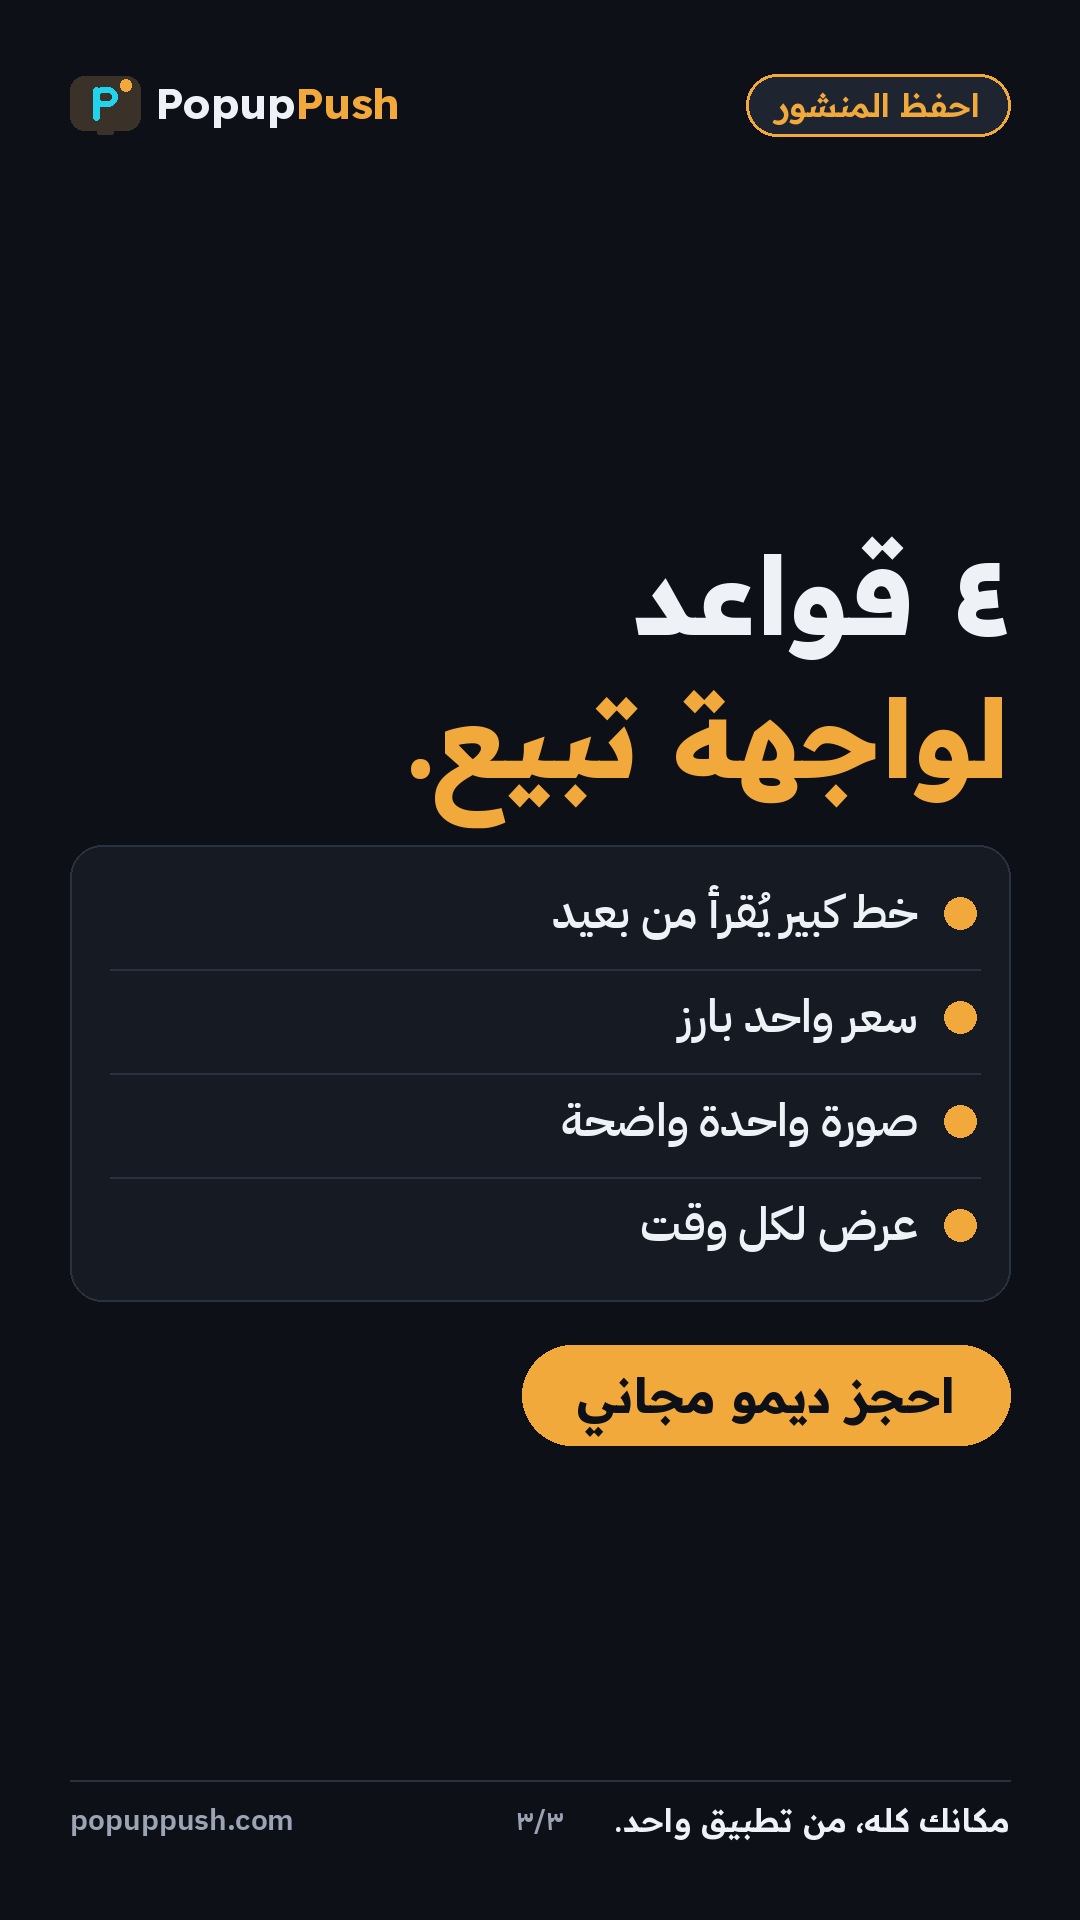 PopupPush
احفظ المنشور
٤ قواعد
لواجهة تبيع.
خط كبير يُقرأ من بعيد
سعر واحد بارز
صورة واحدة واضحة
عرض لكل وقت
احجز ديمو مجاني
مكانك كله، من تطبيق واحد.
٣/٣
popuppush.com